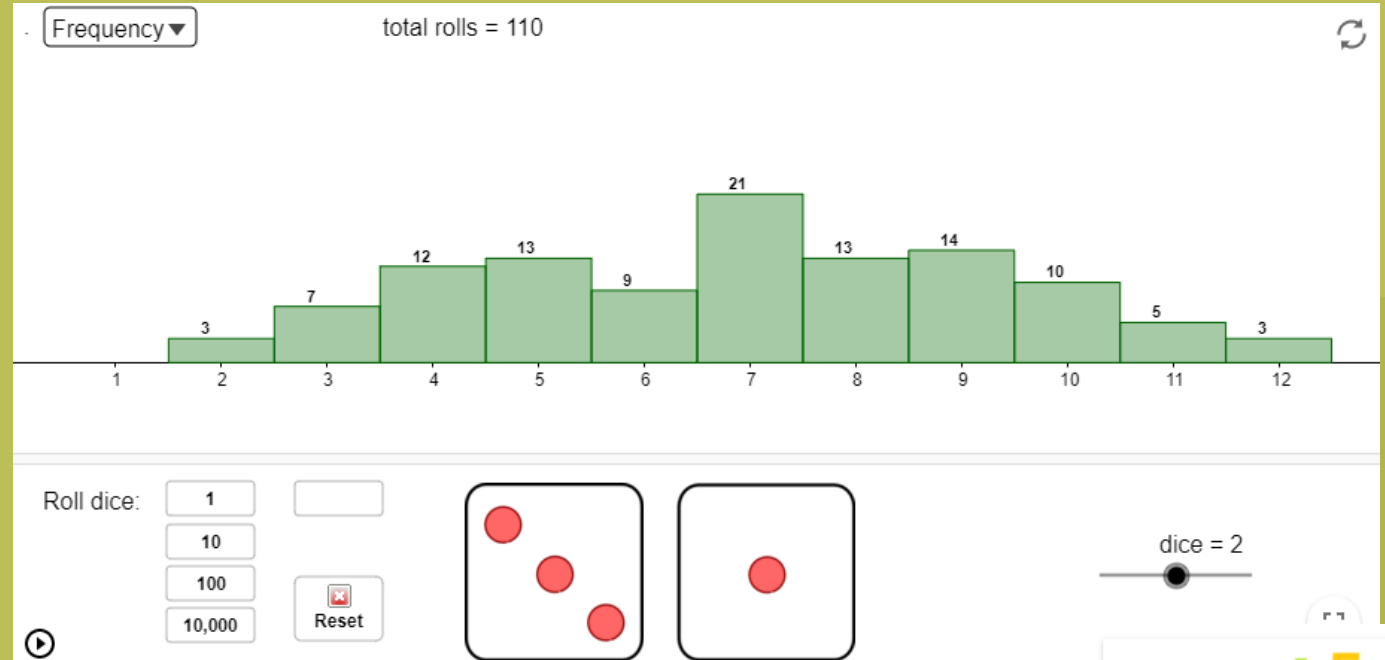 Frequency
total rolls = 110
21
14
13
13
12
10
9
7
5
3
3
1 2 3 4 5 6 7 8 9 10 11 12
Roll dice:
1
10
100
10,000
Reset
dice = 2